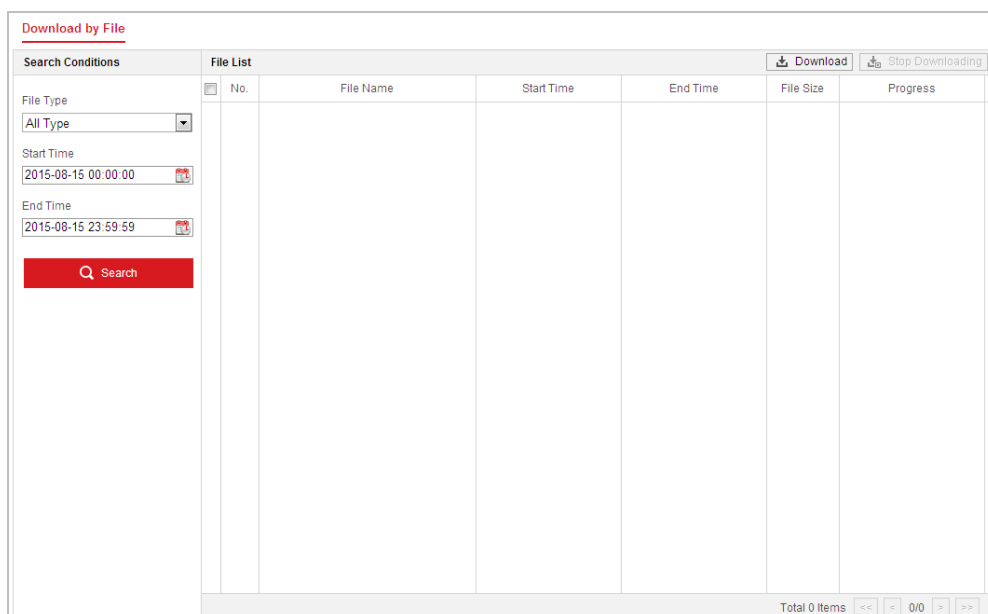 Download by File
Search Conditions
File List
Download
Stop Downloading
No.
File Name
Start Time
End Time
File Size
Progress
File Type
All Type
Start Time
2015-08-15 00:00:00
End Time
2015-08-15 23:59:59
Search
Total 0 Items << < 0/0 > >>